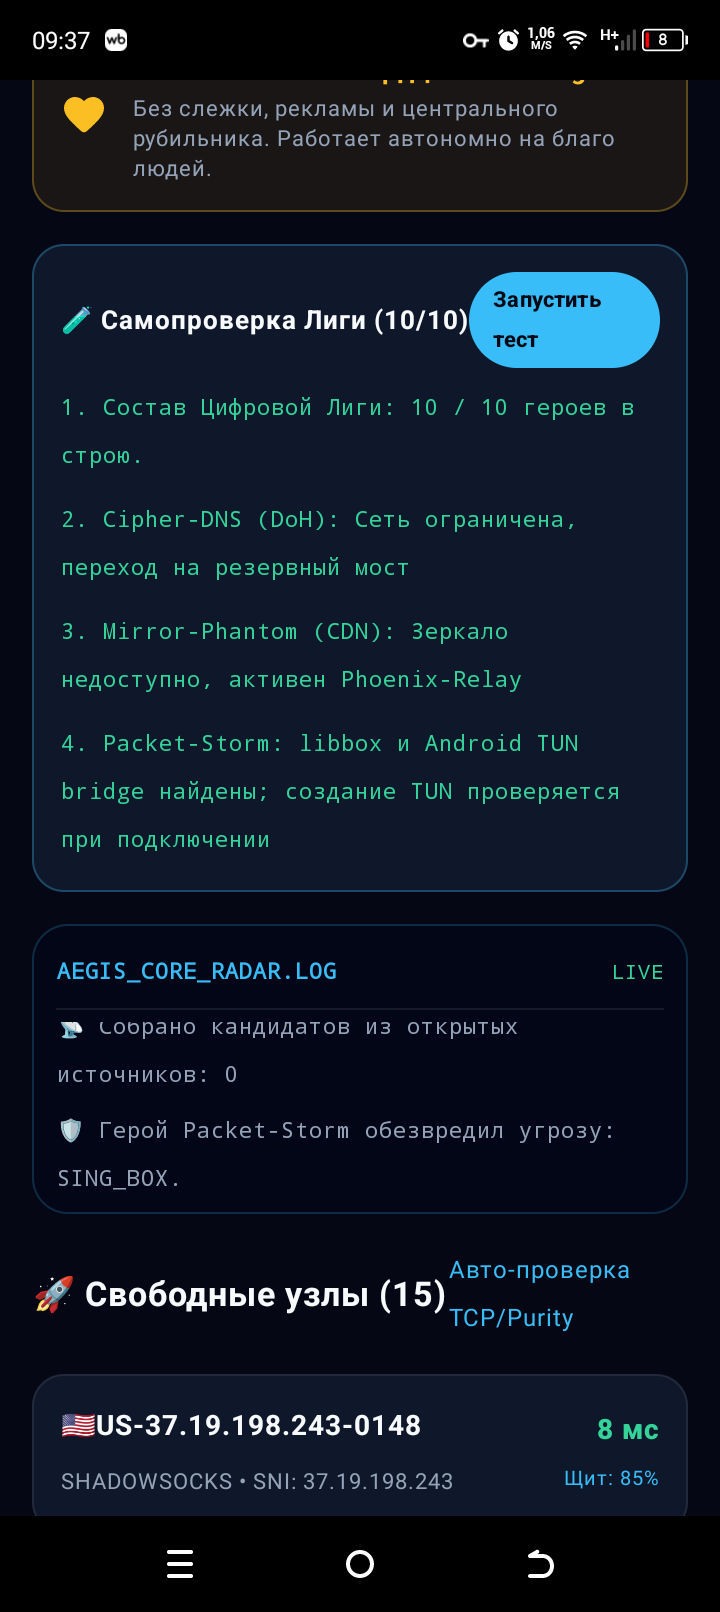 09:37
wb
1,06
M/S
H+
8
Без слежки, рекламы и центрального
рубильника. Работает автономно на благо
людей.
Самопроверка Лиги (10/10)
Запустить
тест
1. Состав Цифровой Лиги: 10 / 10 героев в
строю.
2. Cipher-DNS (DoH): Сеть ограничена,
переход на резервный мост
3. Mirror-Phantom (CDN): Зеркало
недоступно, активен Phoenix-Relay
4. Packet-Storm: libbox и Android TUN
bridge найдены; создание TUN проверяется
при подключении
AEGIS_CORE_RADAR.LOG
LIVE
Собрано кандидатов из открытых
источников: 0
Герой Packet-Storm обезвредил угрозу:
SING_BOX.
Свободные узлы (15)
Авто-проверка
TCP/Purity
US-37.19.198.243-0148
8 мс
SHADOWSOCKS • SNI: 37.19.198.243
Щит: 85%